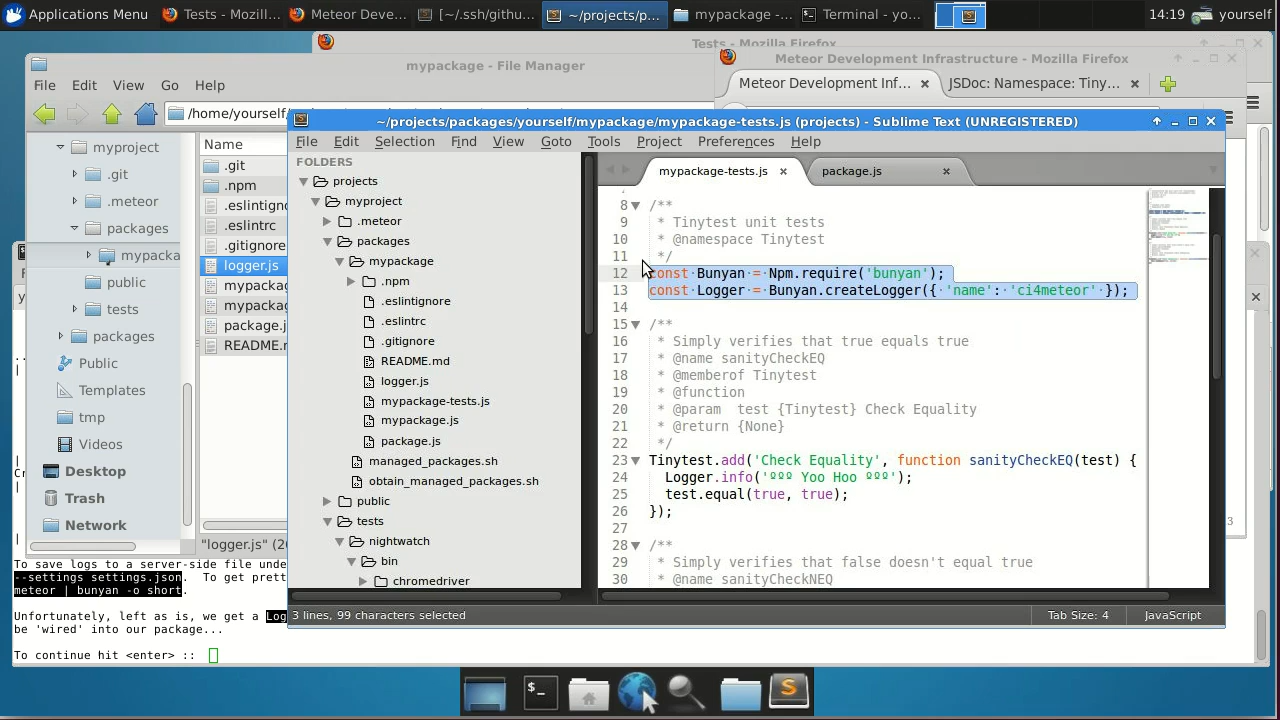 Applications Menu
Tests - Mozill...
Meteor Deve...
[~/.ssh/githu...
~/projects/p...
mypackage -...
Terminal - yo...
14:19
yourself
Tests - Mozilla Firefox
mypackage - File Manager
Meteor Development Infrastructure - Mozilla Firefox
File Edit View Go Help
Meteor Development Inf... ×
JSDoc: Namespace: Tiny... ×
/home/yourself/
myproject
.git
.meteor
packages
mypacka
public
tests
packages
Public
Templates
tmp
Videos
Desktop
Trash
Network
Name
.git
.npm
.eslintigno
.eslintrc
.gitignore
logger.js
mypackag
mypackag
package.js
README.m
"logger.js" (20
~/projects/packages/yourself/mypackage/mypackage-tests.js (projects) - Sublime Text (UNREGISTERED)
File Edit Selection Find View Goto Tools Project Preferences Help
FOLDERS
projects
myproject
.meteor
packages
mypackage
.npm
.eslintignore
.eslintrc
.gitignore
README.md
logger.js
mypackage-tests.js
mypackage.js
package.js
managed_packages.sh
obtain_managed_packages.sh
public
tests
nightwatch
bin
chromedriver
mypackage-tests.js ×
package.js ×
8 /**
9 * Tinytest unit tests
10 * @namespace Tinytest
11 */
12 const Bunyan = Npm.require('bunyan');
13 const Logger = Bunyan.createLogger({ 'name': 'ci4meteor' });
14
15 /**
16 * Simply verifies that true equals true
17 * @name sanityCheckEQ
18 * @memberof Tinytest
19 * @function
20 * @param  test {Tinytest} Check Equality
21 * @return {None}
22 */
23 Tinytest.add('Check Equality', function sanityCheckEQ(test) {
24 Logger.info('ººº Yoo Hoo ººº');
25 test.equal(true, true);
26 });
27
28 /**
29 * Simply verifies that false doesn't equal true
30 * @name sanityCheckNEQ
3 lines, 99 characters selected
Tab Size: 4
JavaScript
To save logs to a server-side file unde
--settings settings.json.  To get prett
meteor | bunyan -o short.
Unfortunately, left as is, we get a Log
be 'wired' into our package...
To continue hit <enter> ::